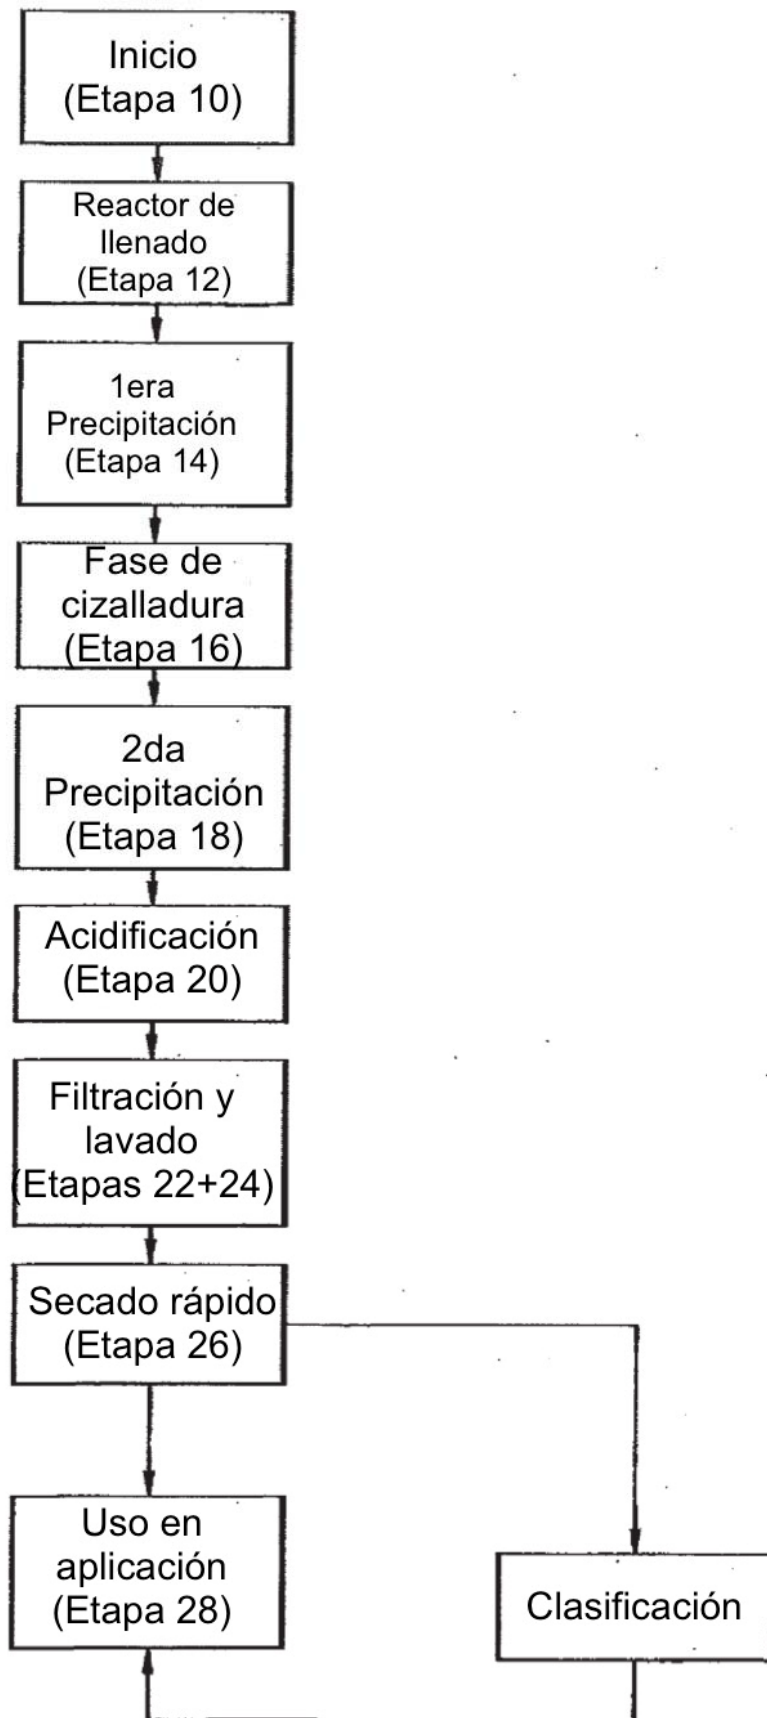 Inicio
(Etapa 10)
Reactor de
llenado
(Etapa 12)
1era
Precipitación
(Etapa 14)
Fase de
cizalladura
(Etapa 16)
2da
Precipitación
(Etapa 18)
Acidificación
(Etapa 20)
Filtración y
lavado
(Etapas 22+24)
Secado rápido
(Etapa 26)
Uso en
aplicación
(Etapa 28)
Clasificación